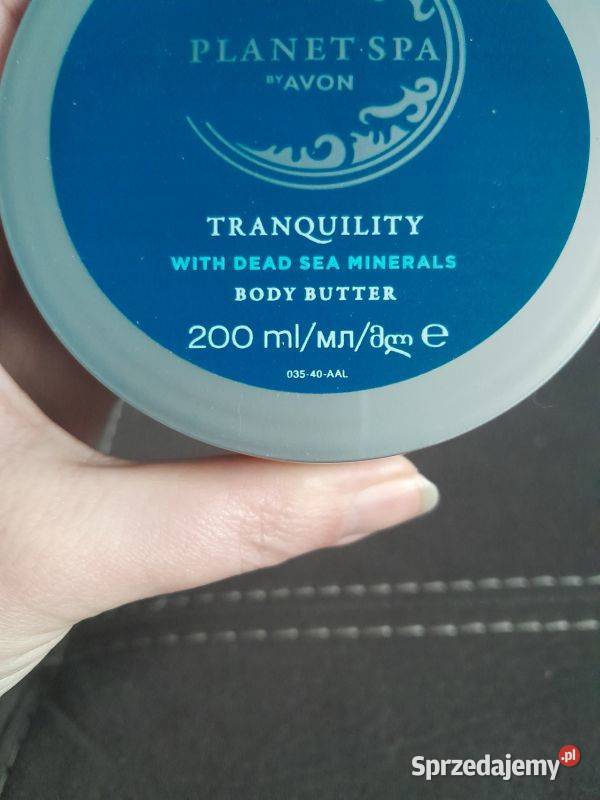 PLANET SPA
BY AVON
TRANQUILITY
WITH DEAD SEA MINERALS
BODY BUTTER
200 ml/мл/მლ ℮
035-40-AAL
Sprzedajemy.pl